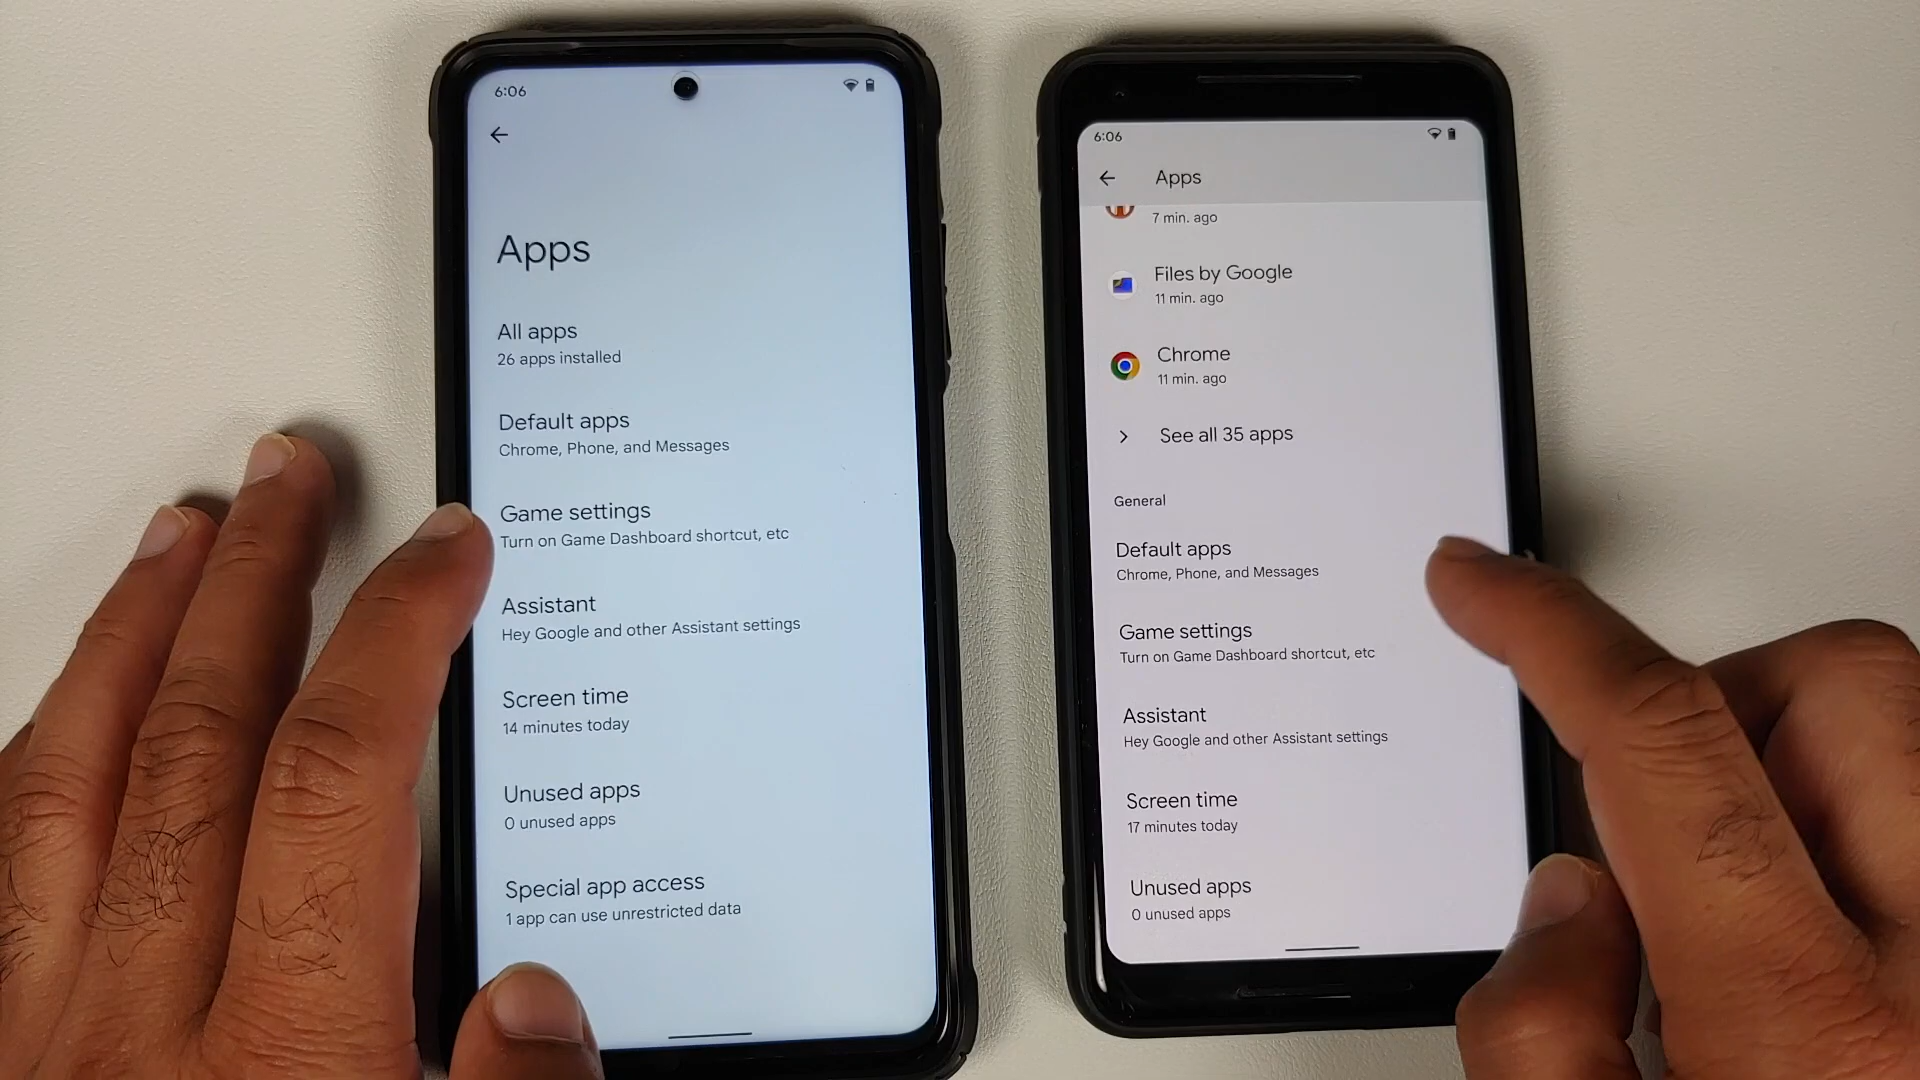 6:06
Apps
All apps
26 apps installed
Default apps
Chrome, Phone, and Messages
Game settings
Turn on Game Dashboard shortcut, etc
Assistant
Hey Google and other Assistant settings
Screen time
14 minutes today
Unused apps
0 unused apps
Special app access
1 app can use unrestricted data
6:06
Apps
7 min. ago
Files by Google
11 min. ago
Chrome
11 min. ago
See all 35 apps
General
Default apps
Chrome, Phone, and Messages
Game settings
Turn on Game Dashboard shortcut, etc
Assistant
Hey Google and other Assistant settings
Screen time
17 minutes today
Unused apps
0 unused apps